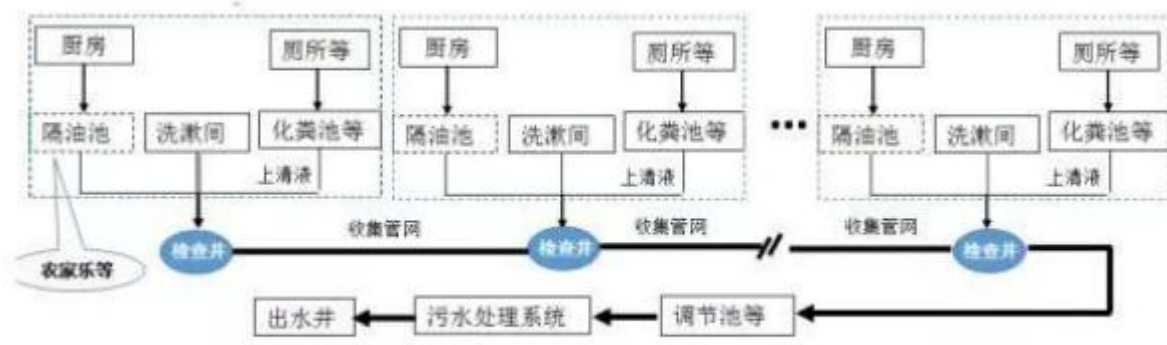 厨房
厕所等
厨房
厕所等
厨房
厕所等
隔油池
洗漱间
化粪池等
隔油池
洗漱间
化粪池等
•••
隔油池
洗漱间
化粪池等
上清液
上清液
上清液
收集管网
收集管网
收集管网
检查井
检查井
检查井
农家乐等
出水井
污水处理系统
调节池等